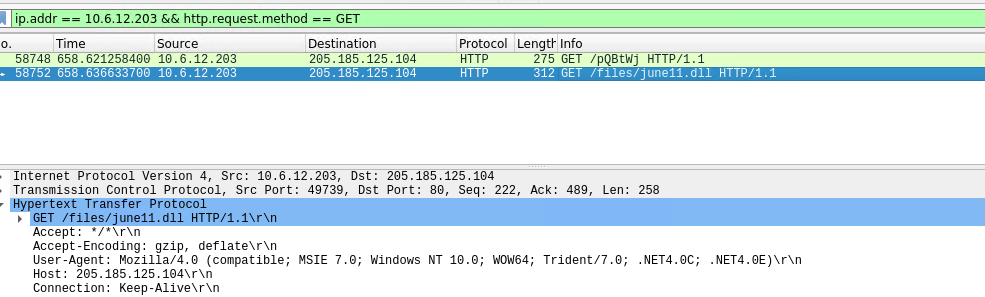 ip.addr == 10.6.12.203 && http.request.method == GET
o. Time Source Destination Protocol Length Info
58748 658.621258400 10.6.12.203 205.185.125.104 HTTP 275 GET /pQBtWj HTTP/1.1
58752 658.636633700 10.6.12.203 205.185.125.104 HTTP 312 GET /files/june11.dll HTTP/1.1
Internet Protocol Version 4, Src: 10.6.12.203, Dst: 205.185.125.104
Transmission Control Protocol, Src Port: 49739, Dst Port: 80, Seq: 222, Ack: 489, Len: 258
Hypertext Transfer Protocol
GET /files/june11.dll HTTP/1.1\r\n
Accept: */*\r\n
Accept-Encoding: gzip, deflate\r\n
User-Agent: Mozilla/4.0 (compatible; MSIE 7.0; Windows NT 10.0; WOW64; Trident/7.0; .NET4.0C; .NET4.0E)\r\n
Host: 205.185.125.104\r\n
Connection: Keep-Alive\r\n